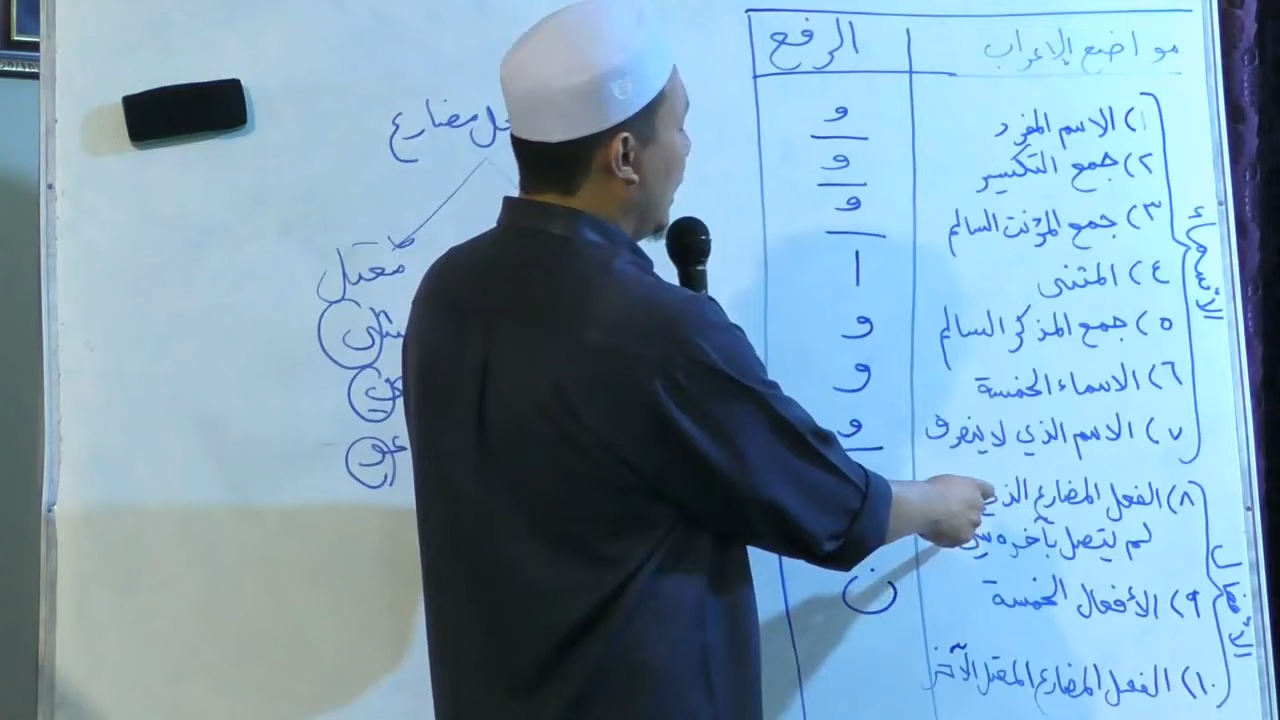 مواضع الإعراب الرفع
١) الاسم المفرد و
٢) جمع التكسير و
٣) جمع المؤنث السالم و
٤) المثنى ا
٥) جمع المذكر السالم و
٦) الاسماء الخمسة و
٧) الاسم الذي لا ينصرف و
٨) الفعل المضارع الذي
لم يتصل بآخره
٩) الأفعال الخمسة ن
١٠) الفعل المضارع المعتل الآخر
الأسماء
الأفعال
مضارع
معتل